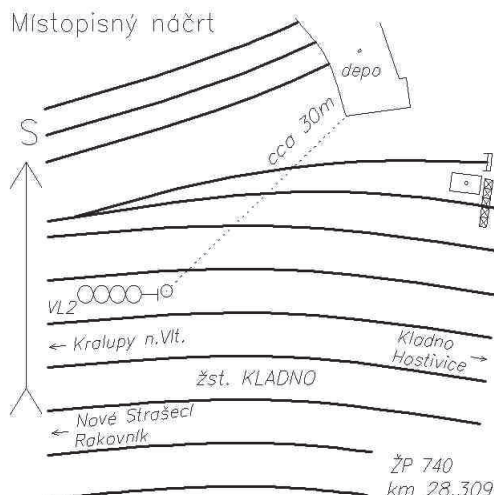 Místopisný náčrt
depo
S
cca 30m
VL2
← Kralupy n.Vlt.
Kladno
Hostivice →
žst. KLADNO
← Nové Strašecí
Rakovník
ŽP 740
km 28.309